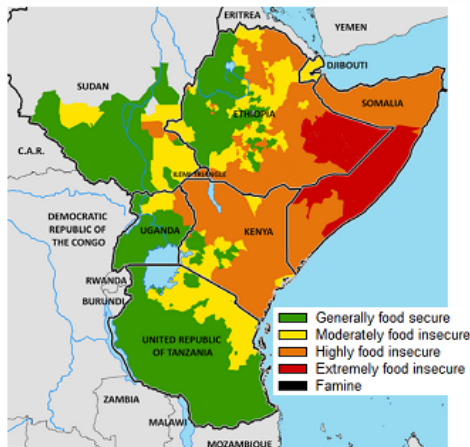 ERITREA
YEMEN
DJIBOUTI
SUDAN
SOMALIA
ETHIOPIA
C.A.R.
ILEMI TRIANGLE
DEMOCRATIC
REPUBLIC OF
THE CONGO
UGANDA
KENYA
RWANDA
BURUNDI
Generally food secure
Moderately food insecure
Highly food insecure
Extremely food insecure
Famine
UNITED REPUBLIC
OF TANZANIA
ZAMBIA
MALAWI
MOZAMBIQUE